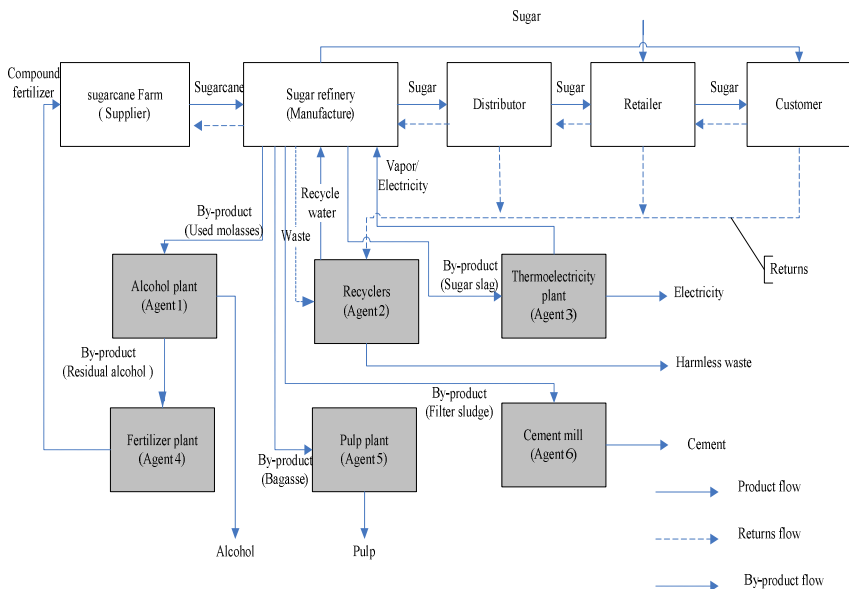 Sugar
Compound
fertilizer
sugarcane Farm
( Supplier)
Sugarcane
Sugar refinery
(Manufacture)
Sugar
Distributor
Sugar
Retailer
Sugar
Customer
By-product
(Used molasses)
Waste
Recycle
water
Vapor/
Electricity
Returns
Alcohol plant
(Agent 1)
Recyclers
(Agent 2)
By-product
(Sugar slag)
Thermoelectricity
plant
(Agent 3)
Electricity
By-product
(Residual alcohol )
Harmless waste
Fertilizer plant
(Agent 4)
By-product
(Bagasse)
Pulp plant
(Agent 5)
By-product
(Filter sludge)
Cement mill
(Agent 6)
Cement
Alcohol
Pulp
Product flow
Returns flow
By-product flow